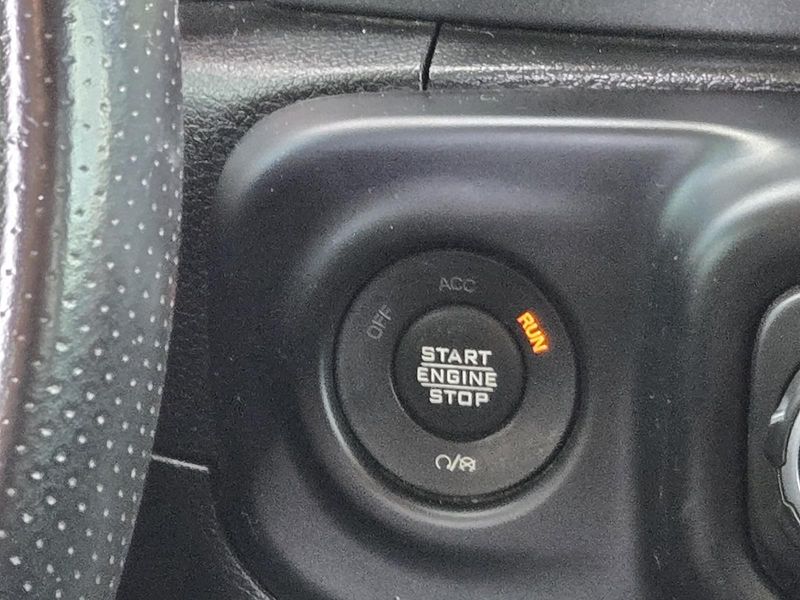 ACC
OFF
RUN
START
ENGINE
STOP